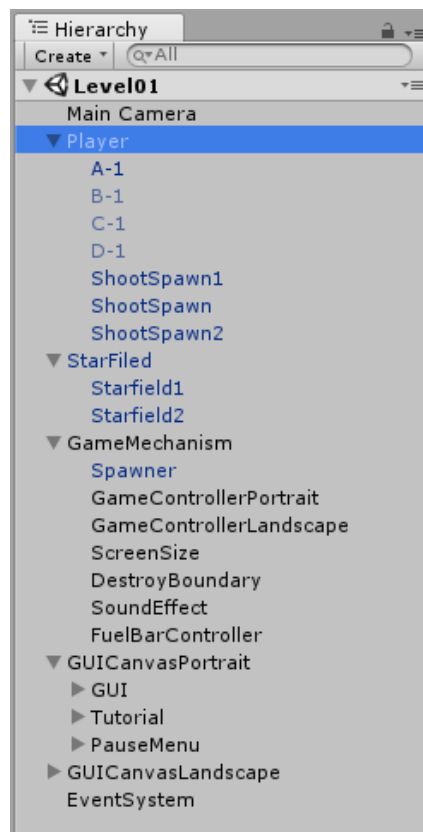 Hierarchy
Create All
Level01
Main Camera
Player
A-1
B-1
C-1
D-1
ShootSpawn1
ShootSpawn
ShootSpawn2
StarFiled
Starfield1
Starfield2
GameMechanism
Spawner
GameControllerPortrait
GameControllerLandscape
ScreenSize
DestroyBoundary
SoundEffect
FuelBarController
GUICanvasPortrait
GUI
Tutorial
PauseMenu
GUICanvasLandscape
EventSystem